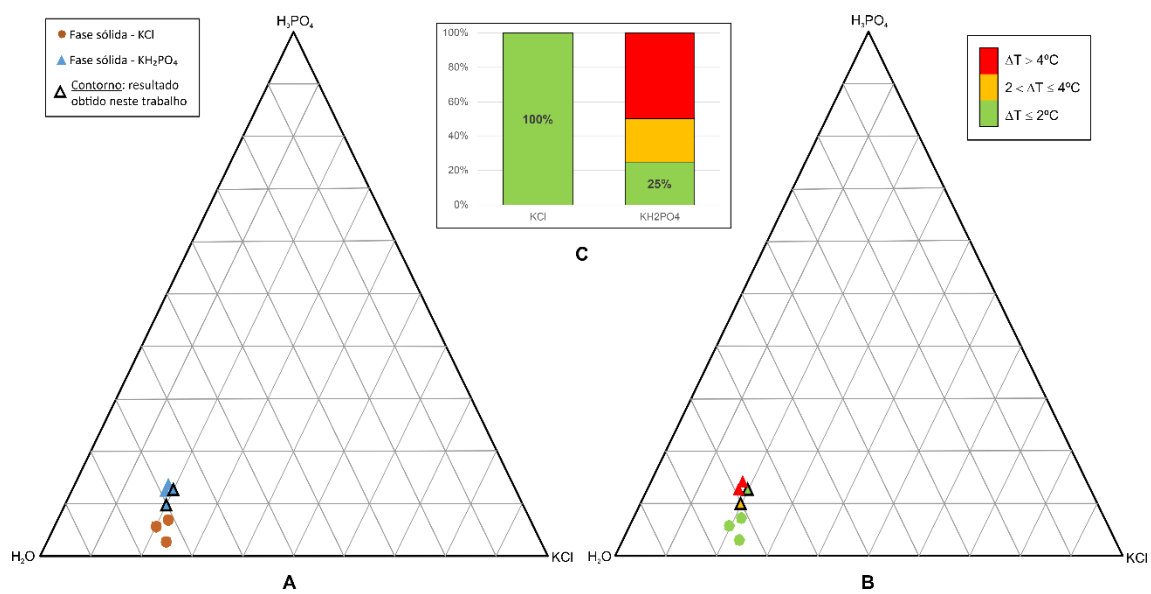 Fase sólida - KCl
Fase sólida - KH₂PO₄
Contorno: resultado
obtido neste trabalho
H₃PO₄
H₂O
KCl
A
100%
80%
60%
40%
20%
0%
100%
25%
KCl
KH2PO4
C
H₃PO₄
ΔT > 4ºC
2 < ΔT ≤ 4ºC
ΔT ≤ 2ºC
H₂O
KCl
B